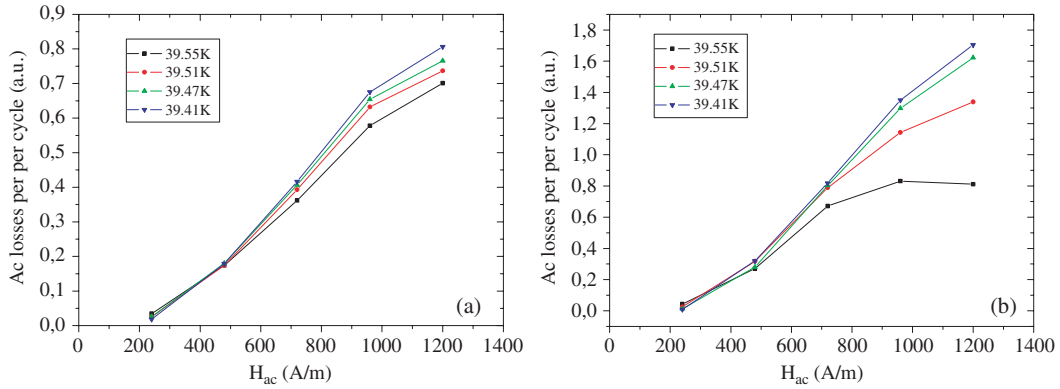 0,9
0,8
0,7
0,6
0,5
0,4
0,3
0,2
0,1
0,0
Ac losses per per cycle (a.u.)
39.55K
39.51K
39.47K
39.41K
(a)
0 200 400 600 800 1000 1200 1400
H_ac (A/m)
1,8
1,6
1,4
1,2
1,0
0,8
0,6
0,4
0,2
0,0
Ac losses per per cycle (a.u.)
39.55K
39.51K
39.47K
39.41K
(b)
0 200 400 600 800 1000 1200 1400
H_ac (A/m)